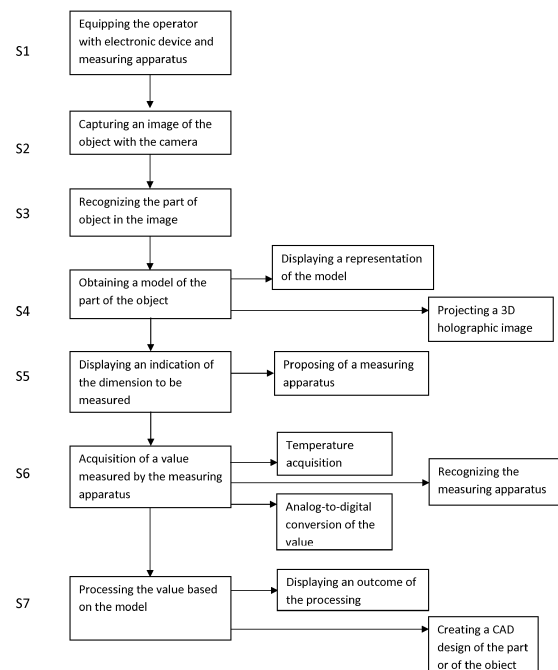 S1
Equipping the operator
with electronic device and
measuring apparatus
S2
Capturing an image of the
object with the camera
S3
Recognizing the part of
object in the image
S4
Obtaining a model of the
part of the object
Displaying a representation
of the model
Projecting a 3D
holographic image
S5
Displaying an indication of
the dimension to be
measured
Proposing of a measuring
apparatus
S6
Acquisition of a value
measured by the measuring
apparatus
Temperature
acquisition
Recognizing the
measuring apparatus
Analog-to-digital
conversion of the
value
S7
Processing the value based
on the model
Displaying an outcome of
the processing
Creating a CAD
design of the part
or of the object